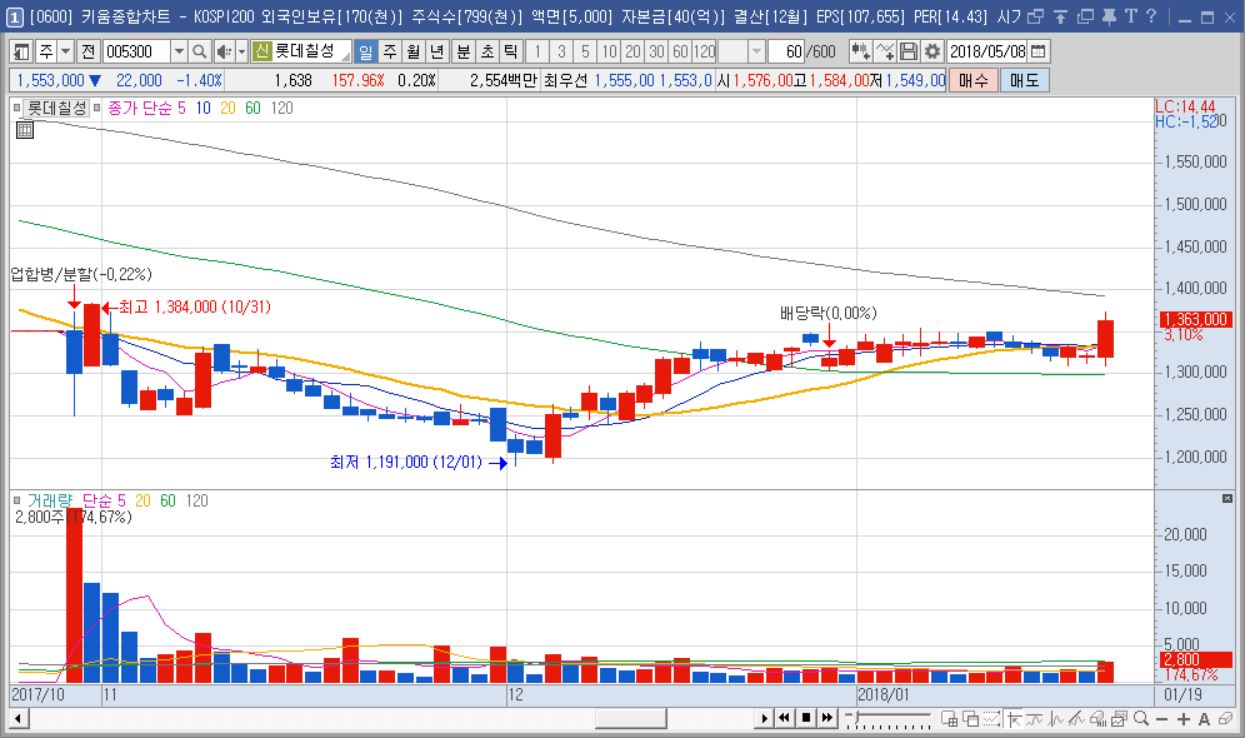 1 [0600] 키움종합차트 - KOSPI200 외국인보유[170(천)] 주식수[799(천)] 액면[5,000] 자본금[40(억)] 결산[12월] EPS[107,655] PER[14.43] T ?
주 전 005300 신 롯데칠성 일 주 월 년 분 초 틱 1 3 5 10 20 30 60 120 60 /600 2018/05/08
1,553,000 ▼ 22,000 -1.40% 1,638 157.96% 0.20% 2,554백만 최우선 1,555,00 1,553,0 시 1,576,00 고 1,584,00 저 1,549,00 매수 매도
롯데칠성 종가 단순 5 10 20 60 120
LC:14.44
HC:-1.52
1,550,000
1,500,000
1,450,000
업합병/분할(-0.22%)
1,400,000
최고 1,384,000 (10/31)
배당락(0.00%)
1,363,000
3.10%
1,300,000
1,250,000
최저 1,191,000 (12/01)
1,200,000
거래량 단순 5 20 60 120
2,800주(174.67%)
20,000
15,000
10,000
5,000
2,800
174.67%
2017/10 11 12 2018/01 01/19
A